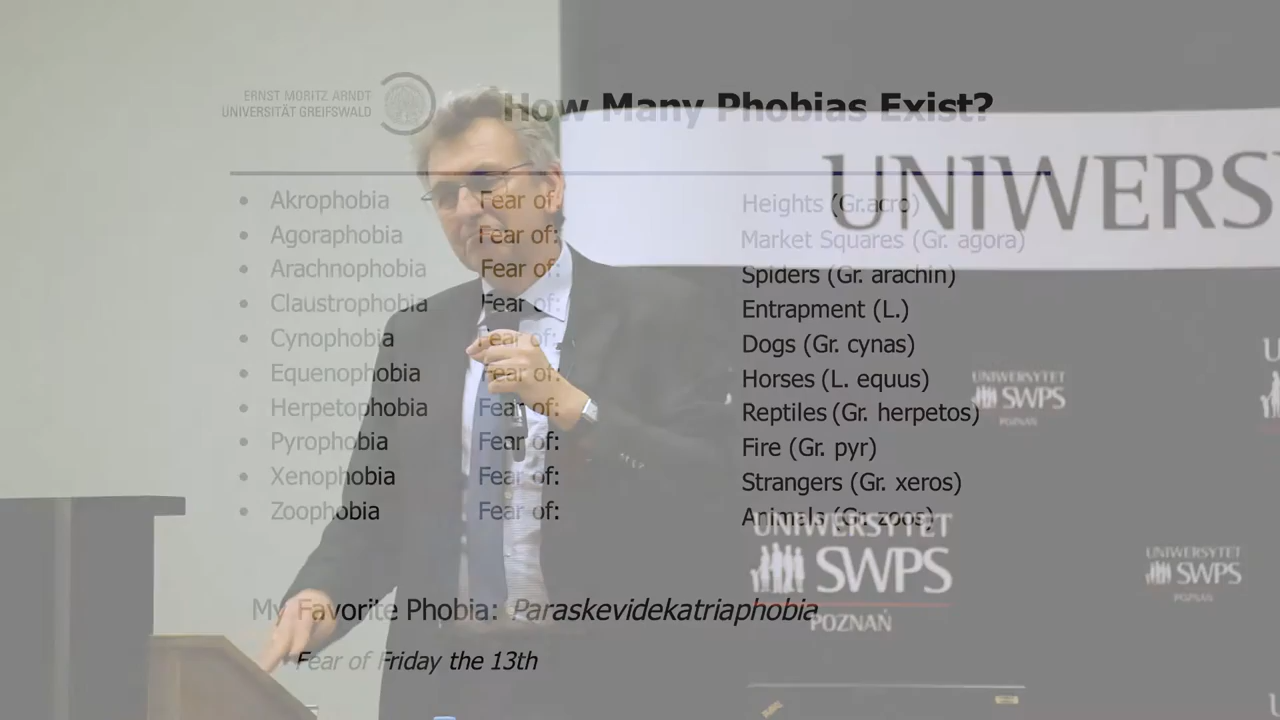 ERNST MORITZ ARNDT
UNIVERSITÄT GREIFSWALD
How Many Phobias Exist?
UNIWERS
• Akrophobia Fear of: Heights (Gr.acro)
• Agoraphobia Fear of: Market Squares (Gr. agora)
• Arachnophobia Fear of: Spiders (Gr. arachin)
• Claustrophobia Fear of: Entrapment (L.)
• Cynophobia Fear of: Dogs (Gr. cynas)
• Equenophobia Fear of: Horses (L. equus)
• Herpetophobia Fear of: Reptiles (Gr. herpetos)
• Pyrophobia Fear of: Fire (Gr. pyr)
• Xenophobia Fear of: Strangers (Gr. xeros)
• Zoophobia Fear of: Animals (Gr. zoos)
My Favorite Phobia: Paraskevidekatriaphobia
Fear of Friday the 13th
UNIWERSYTET
SWPS
POZNAŃ
UNIWERSYTET
SWPS
POZNAŃ
UNIWERSYTET
SWPS
POZNAŃ